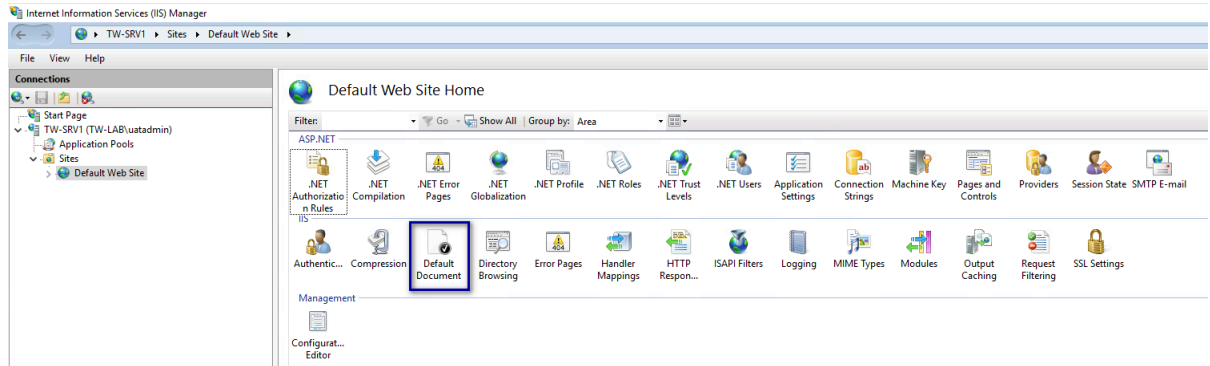 Internet Information Services (IIS) Manager
TW-SRV1 Sites Default Web Site
File View Help
Connections
Start Page
TW-SRV1 (TW-LAB\uatadmin)
Application Pools
Sites
Default Web Site
Default Web Site Home
Filter: Go Show All Group by: Area
ASP.NET
.NET Authorizatio n Rules
.NET Compilation
.NET Error Pages
.NET Globalization
.NET Profile
.NET Roles
.NET Trust Levels
.NET Users
Application Settings
Connection Strings
Machine Key
Pages and Controls
Providers
Session State
SMTP E-mail
IIS
Authentic...
Compression
Default Document
Directory Browsing
Error Pages
Handler Mappings
HTTP Respon...
ISAPI Filters
Logging
MIME Types
Modules
Output Caching
Request Filtering
SSL Settings
Management
Configurat... Editor